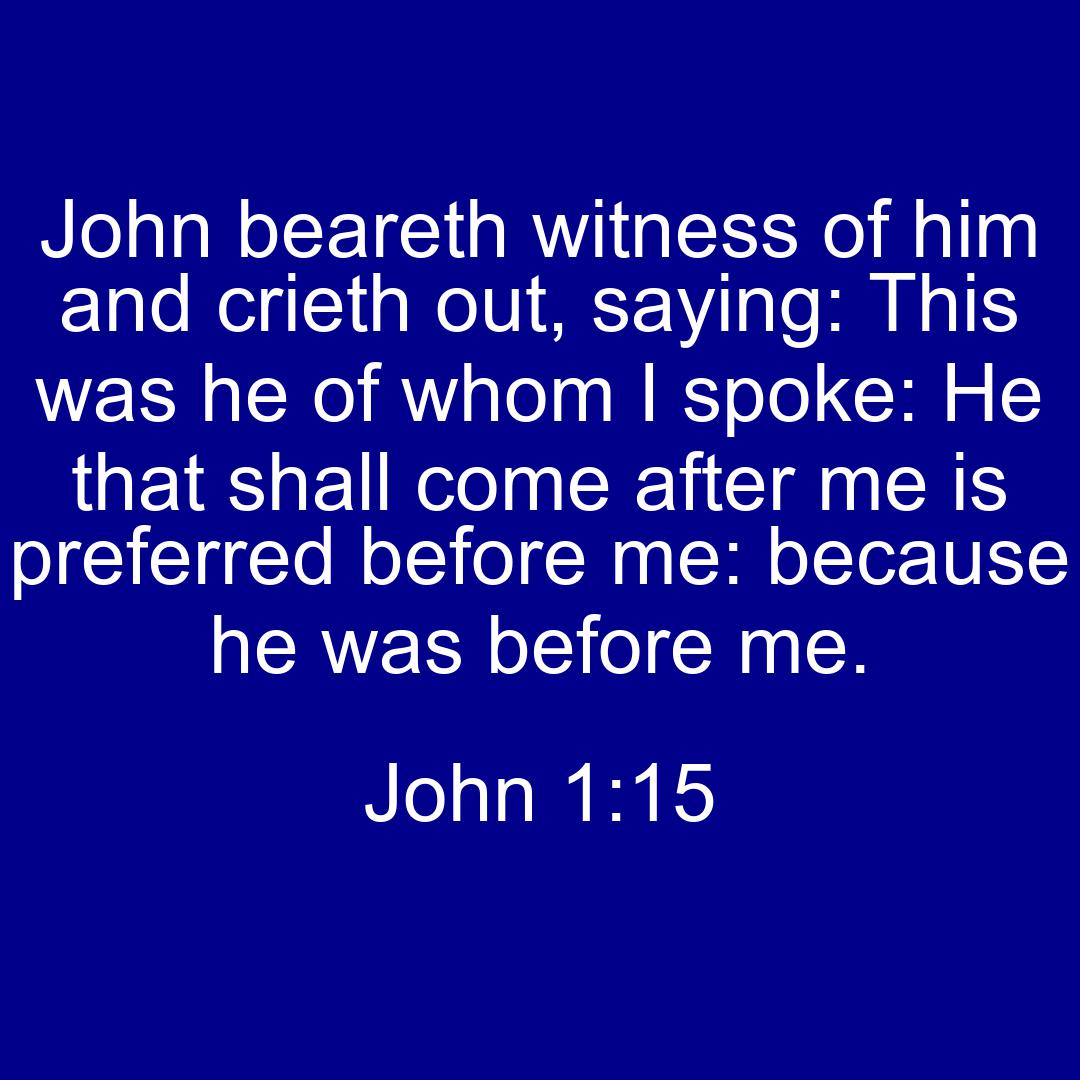 John beareth witness of him
and crieth out, saying: This
was he of whom I spoke: He
that shall come after me is
preferred before me: because
he was before me.
John 1:15